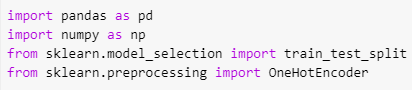 import pandas as pd
import numpy as np
from sklearn.model_selection import train_test_split
from sklearn.preprocessing import OneHotEncoder